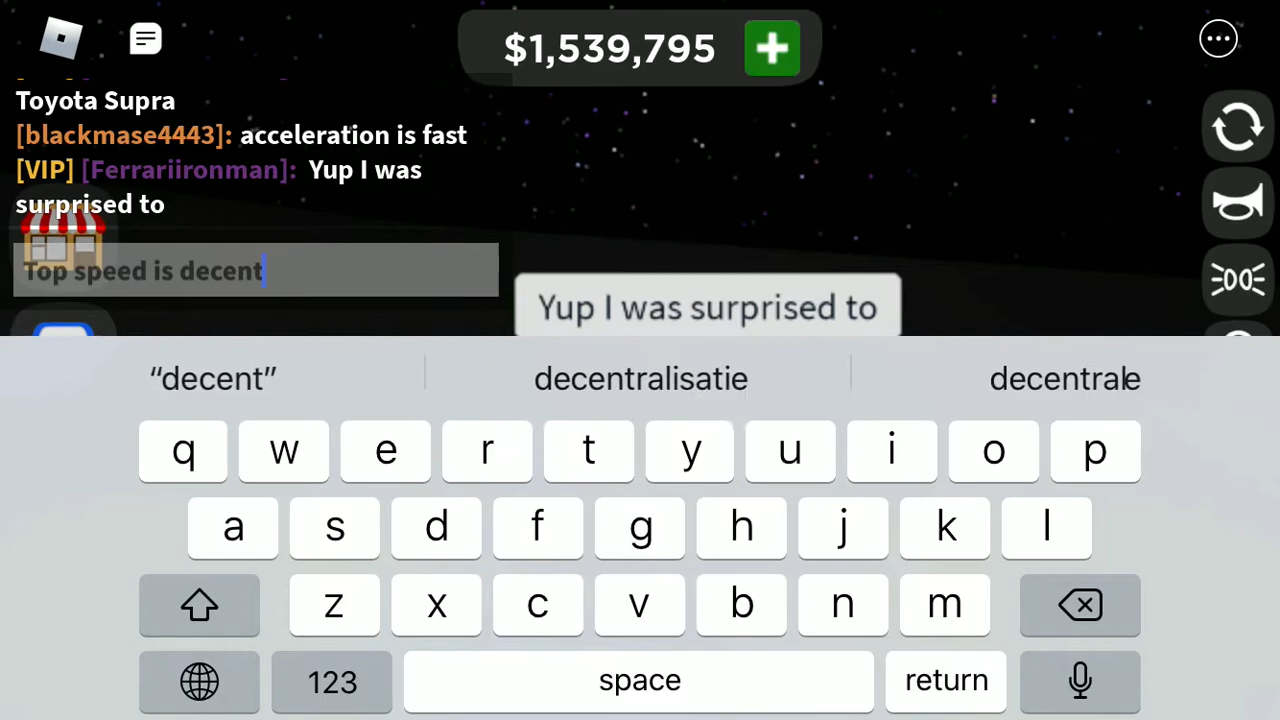 $1,539,795
Toyota Supra
[blackmase4443]: acceleration is fast
[VIP] [Ferrariironman]: Yup I was
surprised to
Top speed is decent
Yup I was surprised to
“decent” decentralisatie decentrale
q w e r t y u i o p
a s d f g h j k l
z x c v b n m
123 space return